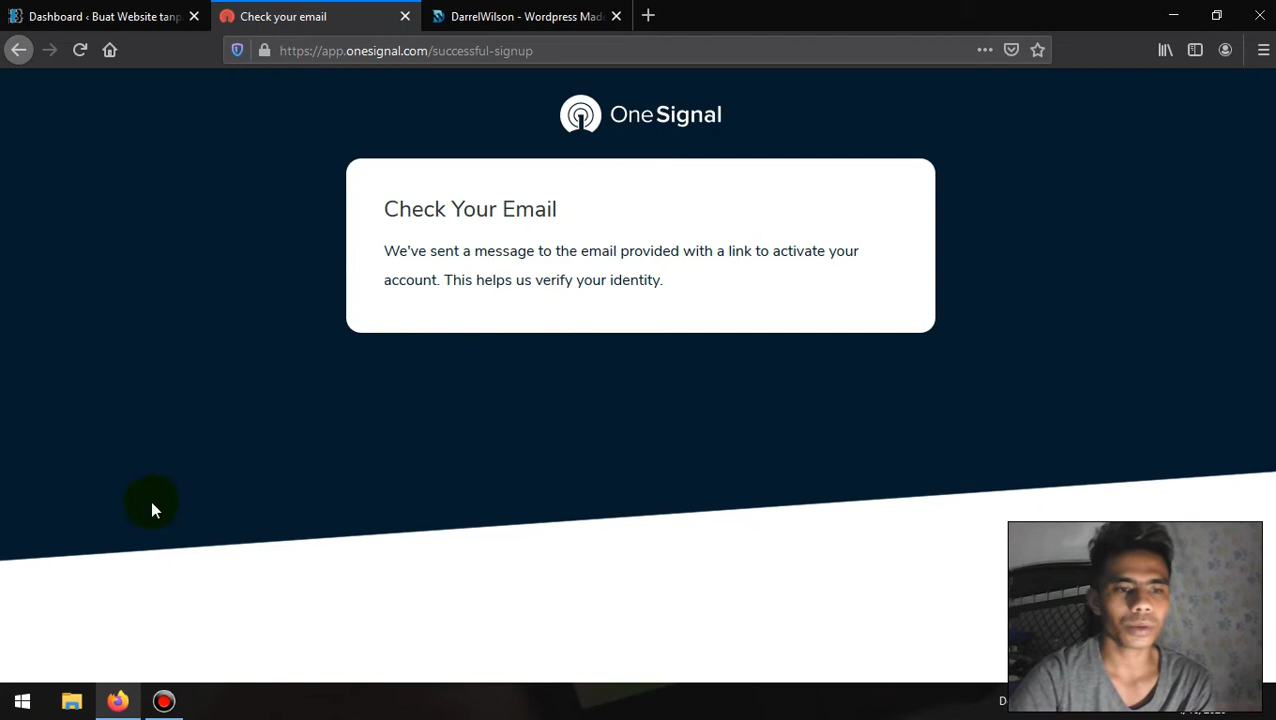 Dashboard ‹ Buat Website tanp
Check your email
DarrelWilson - Wordpress Made
https://app.onesignal.com/successful-signup
OneSignal
Check Your Email
We've sent a message to the email provided with a link to activate your
account. This helps us verify your identity.
D